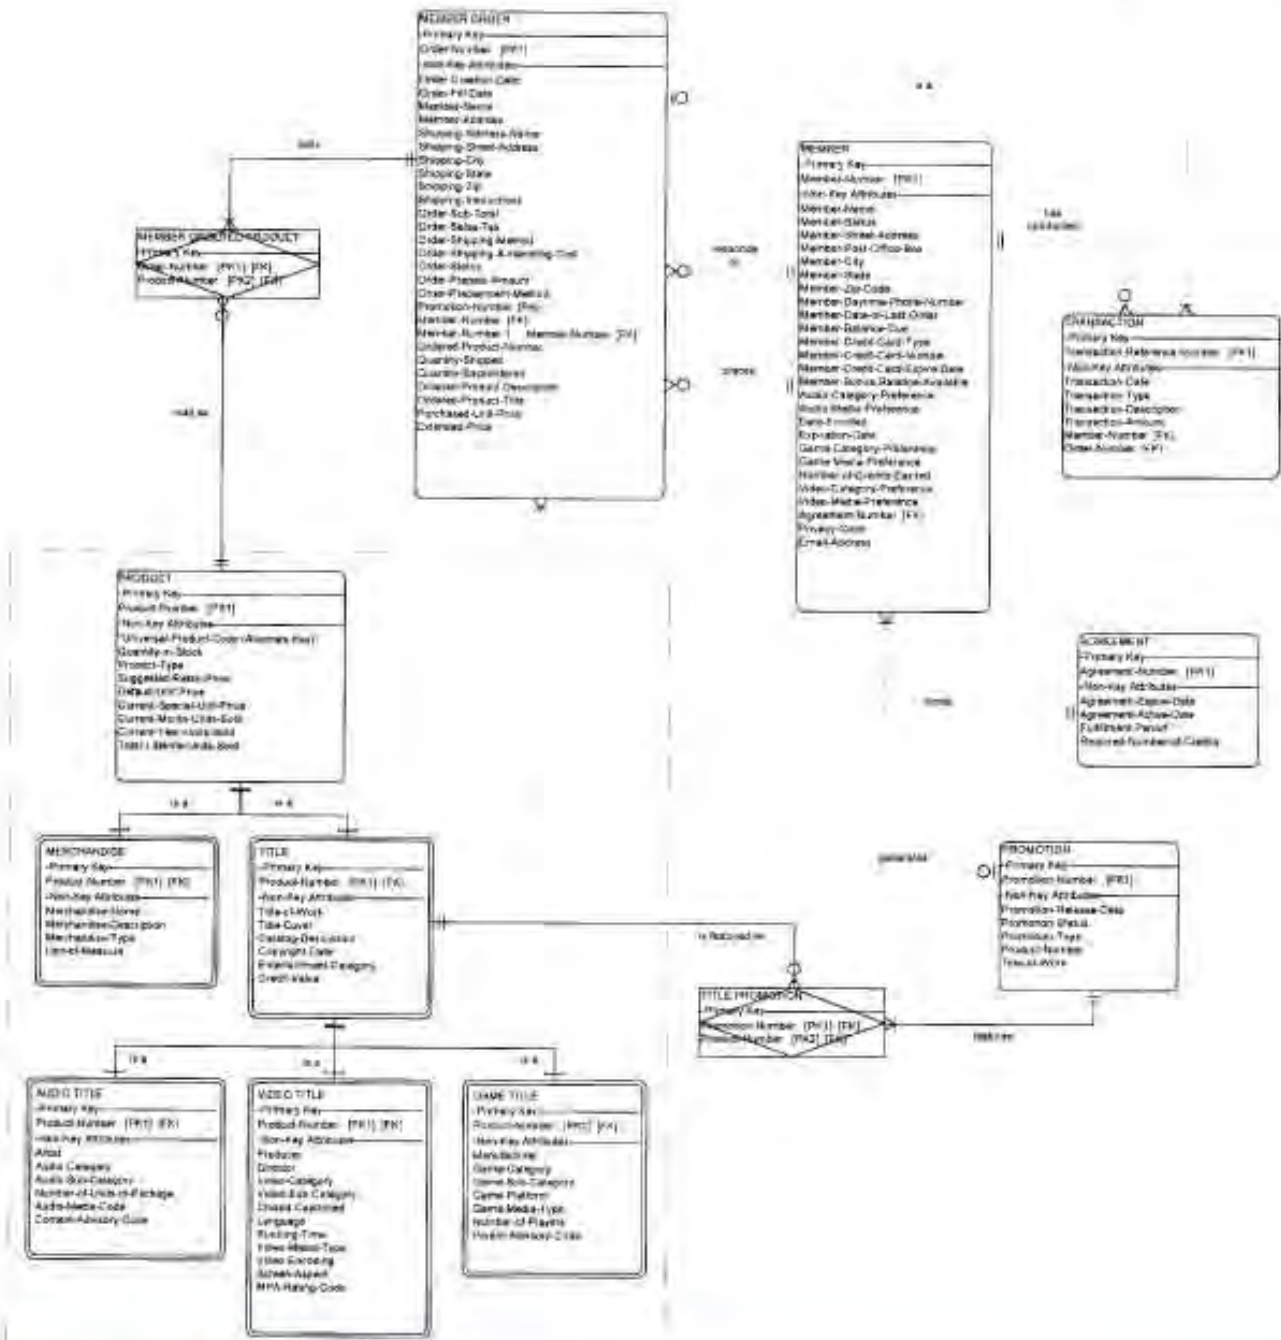 MEMBER ORDER
-Primary Key
Order-Number [PK1]
-Non-Key Attributes
Order-Creation-Date
Order-Fill-Date
Member-Name
Member-Address
Shipping-Address-Name
Shipping-Street-Address
Shipping-City
Shipping-State
Shipping-Zip
Shipping-Instructions
Order-Sub-Total
Order-Sales-Tax
Order-Shipping-Method
Order-Shipping-&-Handling-Cost
Order-Status
Order-Prepaid-Amount
Promotion-Number [FK]
Member-Number [FK]
Member-Number.1 Member-Number [FK]
Ordered-Product-Number
Quantity-Shipped
Quantity-Backordered
Ordered-Product-Description
Ordered-Product-Title
Purchased-Unit-Price
Extended-Price
sells
MEMBER ORDERED PRODUCT
-Primary Key
Order-Number [PK1] [FK]
Product-Number [PK2] [FK]
sold as
responds
to
places
MEMBER
-Primary Key
Member-Number [PK1]
-Non-Key Attributes
Member-Name
Member-Status
Member-Street-Address
Member-Post-Office-Box
Member-City
Member-State
Member-Zip-Code
Member-Daytime-Phone-Number
Member-Date-of-Last-Order
Member-Balance-Due
Member-Credit-Card-Type
Member-Credit-Card-Number
Member-Credit-Card-Expire-Date
Member-Bonus-Balance-Available
Audio-Category-Preference
Audio-Media-Preference
Date-Enrolled
Expiration-Date
Game-Category-Preference
Game-Media-Preference
Number-of-Credits-Earned
Video-Category-Preference
Video-Media-Preference
Agreement-Number [FK]
Privacy-Code
Email-Address
has
conducted
TRANSACTION
-Primary Key
Transaction-Reference-Number [PK1]
-Non-Key Attributes
Transaction-Date
Transaction-Type
Transaction-Description
Transaction-Amount
Member-Number [FK]
Order-Number [FK]
AGREEMENT
-Primary Key
Agreement-Number [PK1]
-Non-Key Attributes
Agreement-Expire-Date
Agreement-Active-Date
Fulfillment-Period
Required-Number-of-Credits
PRODUCT
-Primary Key
Product-Number [PK1]
-Non-Key Attributes
Universal-Product-Code (Alternate Key)
Quantity-in-Stock
Product-Type
Suggested-Retail-Price
Default-Unit-Price
Current-Special-Unit-Price
Current-Month-Units-Sold
Current-Year-Units-Sold
Total-Lifetime-Units-Sold
is a
is a
MERCHANDISE
-Primary Key
Product-Number [PK1] [FK]
-Non-Key Attributes
Merchandise-Name
Merchandise-Description
Merchandise-Type
Unit-of-Measure
TITLE
-Primary Key
Product-Number [PK1] [FK]
-Non-Key Attributes
Title-of-Work
Title-Cover
Catalog-Description
Copyright-Date
Entertainment-Category
Credit-Value
generates
PROMOTION
-Primary Key
Promotion-Number [PK1]
-Non-Key Attributes
Promotion-Release-Date
Promotion-Status
Promotion-Type
Product-Number
Title-of-Work
is featured in
TITLE PROMOTION
-Primary Key
Promotion-Number [PK1] [FK]
Product-Number [PK2] [FK]
features
is a
is a
is a
AUDIO TITLE
-Primary Key
Product-Number [PK1] [FK]
-Non-Key Attributes
Artist
Audio-Category
Audio-Sub-Category
Number-of-Units-in-Package
Audio-Media-Code
Content-Advisory-Code
VIDEO TITLE
-Primary Key
Product-Number [PK1] [FK]
-Non-Key Attributes
Producer
Director
Video-Category
Video-Sub-Category
Closed-Captioned
Language
Running-Time
Video-Media-Type
Video-Encoding
Screen-Aspect
MPA-Rating-Code
GAME TITLE
-Primary Key
Product-Number [PK1] [FK]
-Non-Key Attributes
Manufacturer
Game-Category
Game-Sub-Category
Game-Platform
Game-Media-Type
Number-of-Players
Parent-Advisory-Code